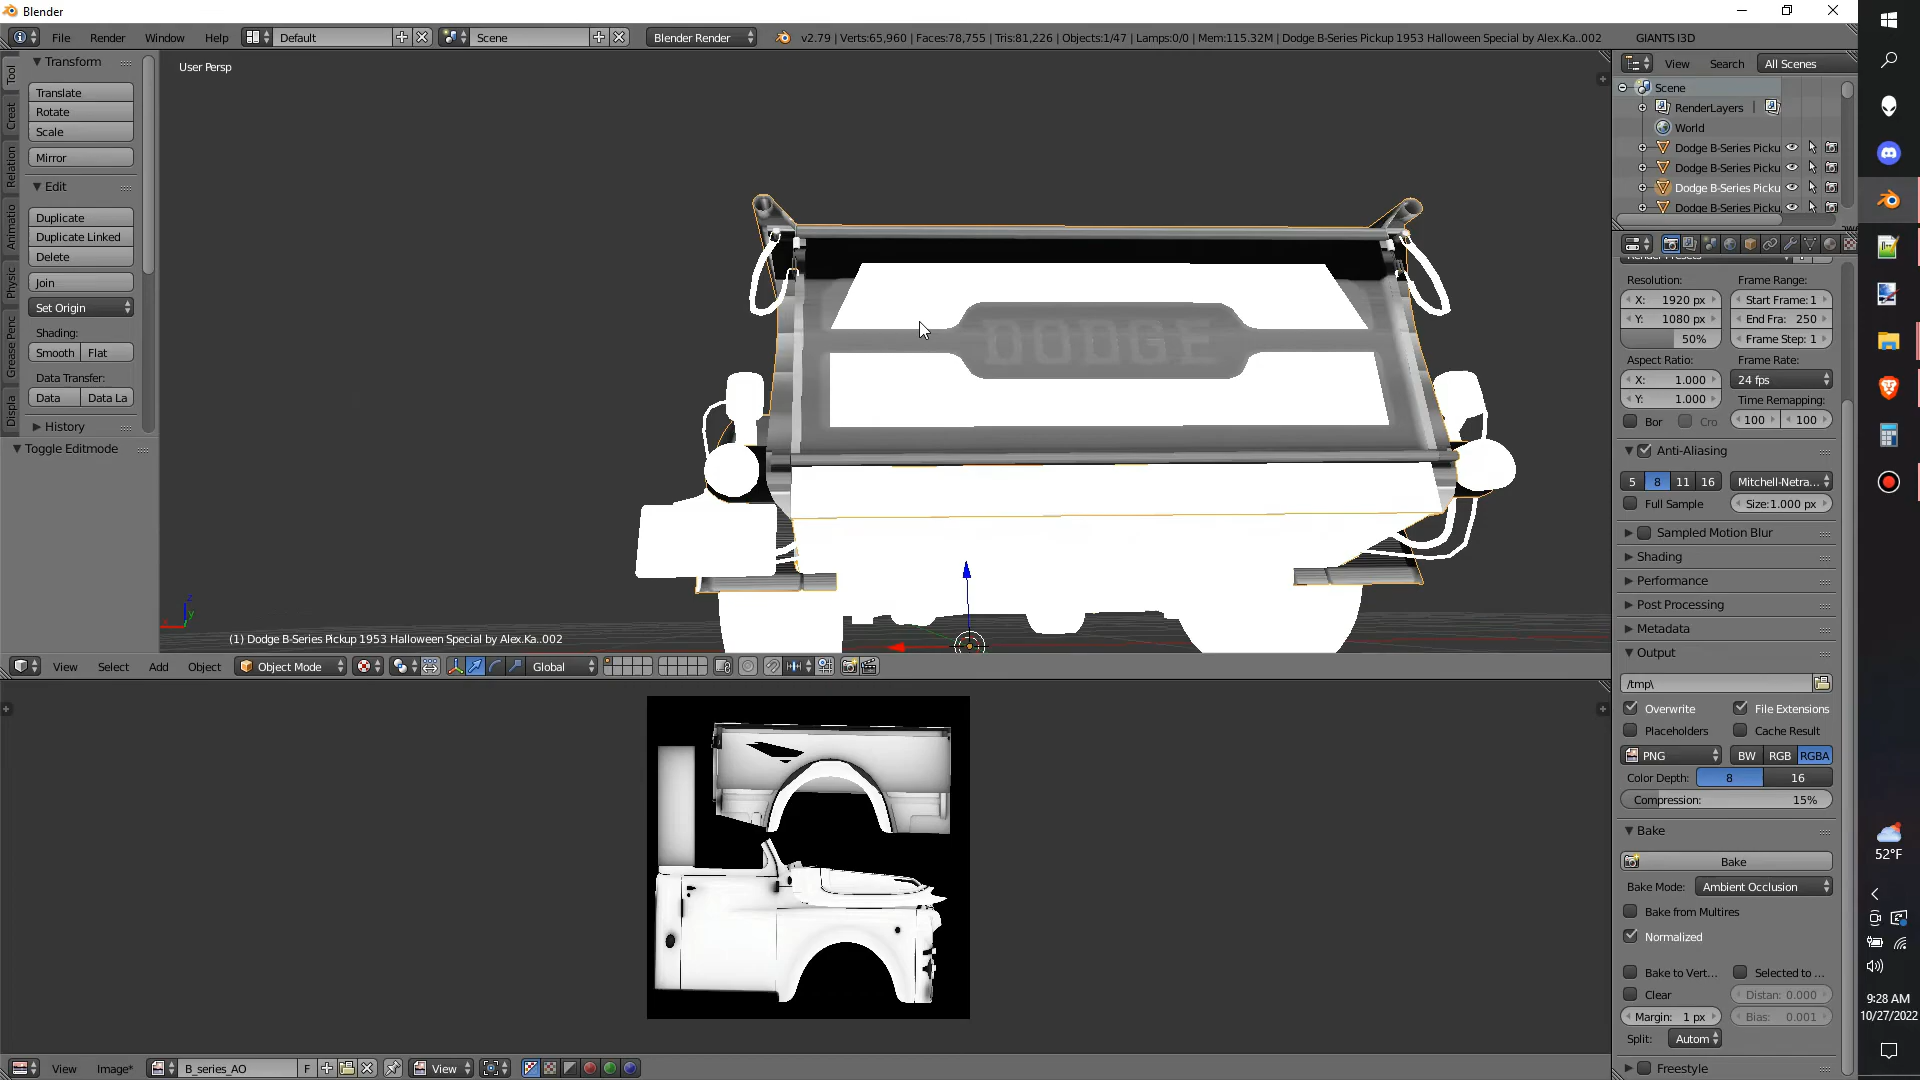 Blender
File
Render
Window
Help
Default
Scene
Blender Render
v2.79 | Verts:65,960 | Faces:78,755 | Tris:81,226 | Objects:1/47 | Lamps:0/0 | Mem:115.32M | Dodge B-Series Pickup 1953 Halloween Special by Alex.Ka..002
GIANTS I3D
Tool
Creat
Relation
Animatio
Physic
Grease Penc
Displa
Transform
Translate
Rotate
Scale
Mirror
Edit
Duplicate
Duplicate Linked
Delete
Join
Set Origin
Shading:
Smooth
Flat
Data Transfer:
Data
Data La
History
Toggle Editmode
User Persp
DODGE
(1) Dodge B-Series Pickup 1953 Halloween Special by Alex.Ka..002
View
Select
Add
Object
Object Mode
Global
View
Search
All Scenes
Scene
RenderLayers
World
Dodge B-Series Picku
Dodge B-Series Picku
Dodge B-Series Picku
Dodge B-Series Picku
Resolution:
Frame Range:
X: 1920 px
Start Frame: 1
Y: 1080 px
End Fra: 250
50%
Frame Step: 1
Aspect Ratio:
Frame Rate:
X: 1.000
24 fps
Y: 1.000
Time Remapping:
Bor
Cro
100
100
Anti-Aliasing
5
8
11
16
Mitchell-Netra...
Full Sample
Size:1.000 px
Sampled Motion Blur
Shading
Performance
Post Processing
Metadata
Output
/tmp\
Overwrite
File Extensions
Placeholders
Cache Result
PNG
BW
RGB
RGBA
Color Depth:
8
16
Compression: 15%
Bake
Bake
Bake Mode:
Ambient Occlusion
Bake from Multires
Normalized
Bake to Vert...
Selected to ...
Clear
Distan: 0.000
Margin: 1 px
Bias: 0.001
Split:
Autom
Freestyle
View
Image*
B_series_AO
F
View
52°F
9:28 AM
10/27/2022